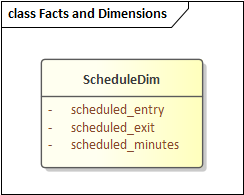 class Facts and Dimensions
ScheduleDim
- scheduled_entry
- scheduled_exit
- scheduled_minutes